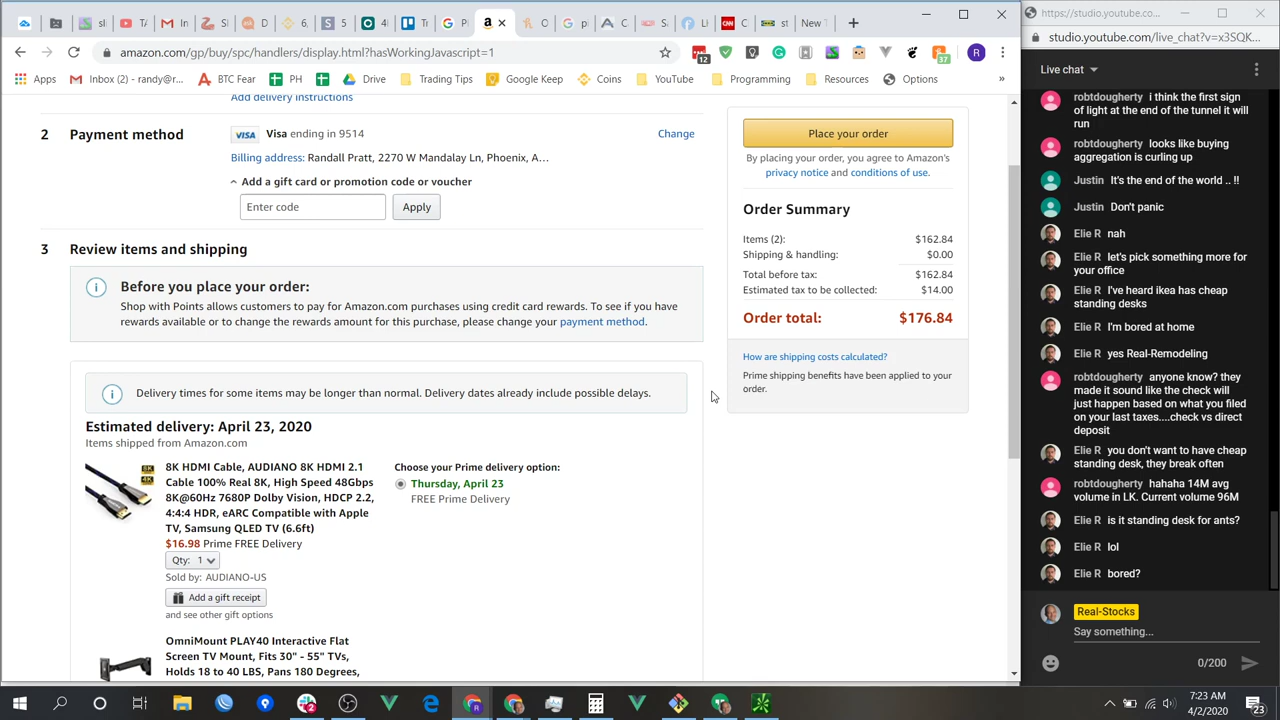 T
In
Sl
D
6.
5
4
Tr
P
a
O
p
C
Sa
Li
CNN
st
New T
amazon.com/gp/buy/spc/handlers/display.html?hasWorkingJavascript=1
12
37
R
Apps
Inbox (2) - randy@r...
BTC Fear
PH
Drive
Trading Tips
Google Keep
Coins
YouTube
Programming
Resources
Options
»
Add delivery instructions
2 Payment method
VISA Visa ending in 9514
Change
Billing address: Randall Pratt, 2270 W Mandalay Ln, Phoenix, A...
Add a gift card or promotion code or voucher
Enter code
Apply
3 Review items and shipping
Before you place your order:
Shop with Points allows customers to pay for Amazon.com purchases using credit card rewards. To see if you have
rewards available or to change the rewards amount for this purchase, please change your payment method.
Delivery times for some items may be longer than normal. Delivery dates already include possible delays.
Estimated delivery: April 23, 2020
Items shipped from Amazon.com
8K
4K
8K HDMI Cable, AUDIANO 8K HDMI 2.1
Cable 100% Real 8K, High Speed 48Gbps
8K@60Hz 7680P Dolby Vision, HDCP 2.2,
4:4:4 HDR, eARC Compatible with Apple
TV, Samsung QLED TV (6.6ft)
$16.98 Prime FREE Delivery
Qty: 1
Sold by: AUDIANO-US
Add a gift receipt
and see other gift options
Choose your Prime delivery option:
Thursday, April 23
FREE Prime Delivery
OmniMount PLAY40 Interactive Flat
Screen TV Mount, Fits 30" - 55" TVs,
Holds 18 to 40 LBS, Pans 180 Degrees,
Place your order
By placing your order, you agree to Amazon's
privacy notice and conditions of use.
Order Summary
Items (2): $162.84
Shipping & handling: $0.00
Total before tax: $162.84
Estimated tax to be collected: $14.00
Order total: $176.84
How are shipping costs calculated?
Prime shipping benefits have been applied to your
order.
https://studio.youtube.co...
studio.youtube.com/live_chat?v=x3SQK...
Live chat
robtdougherty i think the first sign
of light at the end of the tunnel it will
run
robtdougherty looks like buying
aggregation is curling up
Justin It's the end of the world .. !!
Justin Don't panic
Elie R nah
Elie R let's pick something more for
your office
Elie R I've heard ikea has cheap
standing desks
Elie R I'm bored at home
Elie R yes Real-Remodeling
robtdougherty anyone know? they
made it sound like the check will
just happen based on what you filed
on your last taxes....check vs direct
deposit
Elie R you don't want to have cheap
standing desk, they break often
robtdougherty hahaha 14M avg
volume in LK. Current volume 96M
Elie R is it standing desk for ants?
Elie R lol
Elie R bored?
Real-Stocks
Say something...
0/200
7:23 AM
4/2/2020
23